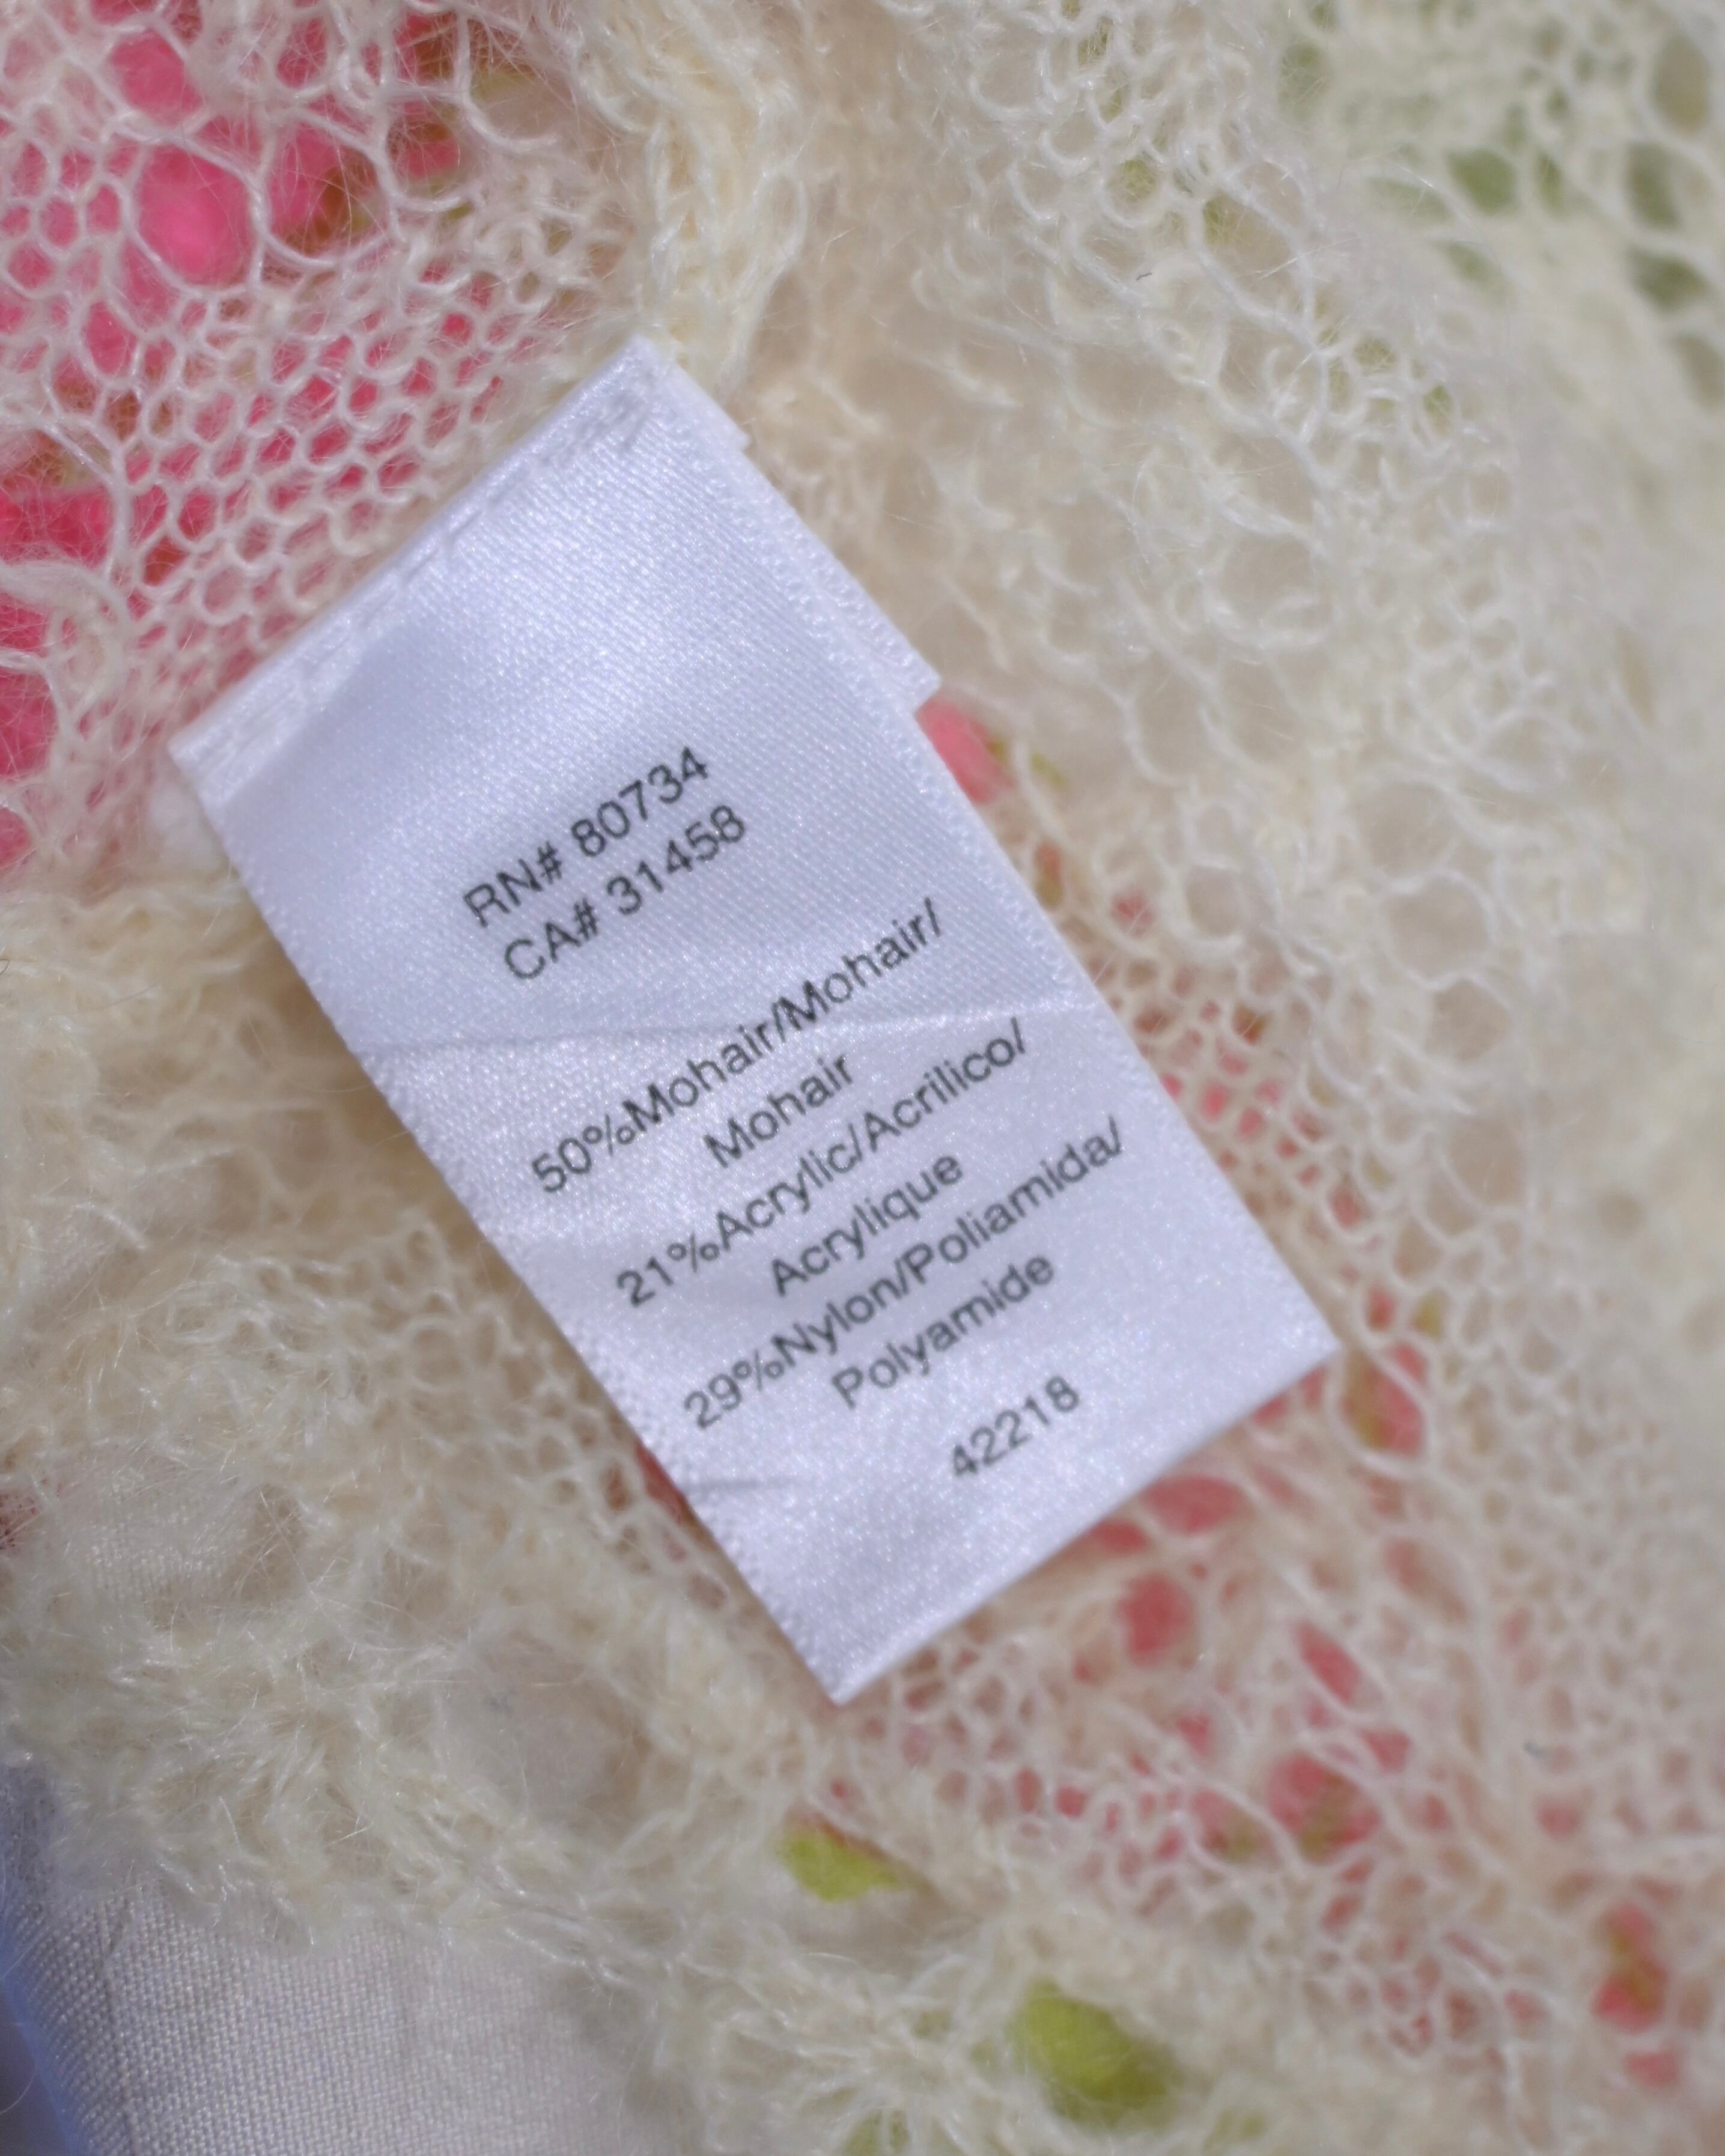 RN# 80734
CA# 31458
50%Mohair/Mohair/
Mohair
21%Acrylic/Acrilico/
Acrylique
29%Nylon/Poliamida/
Polyamide
42218